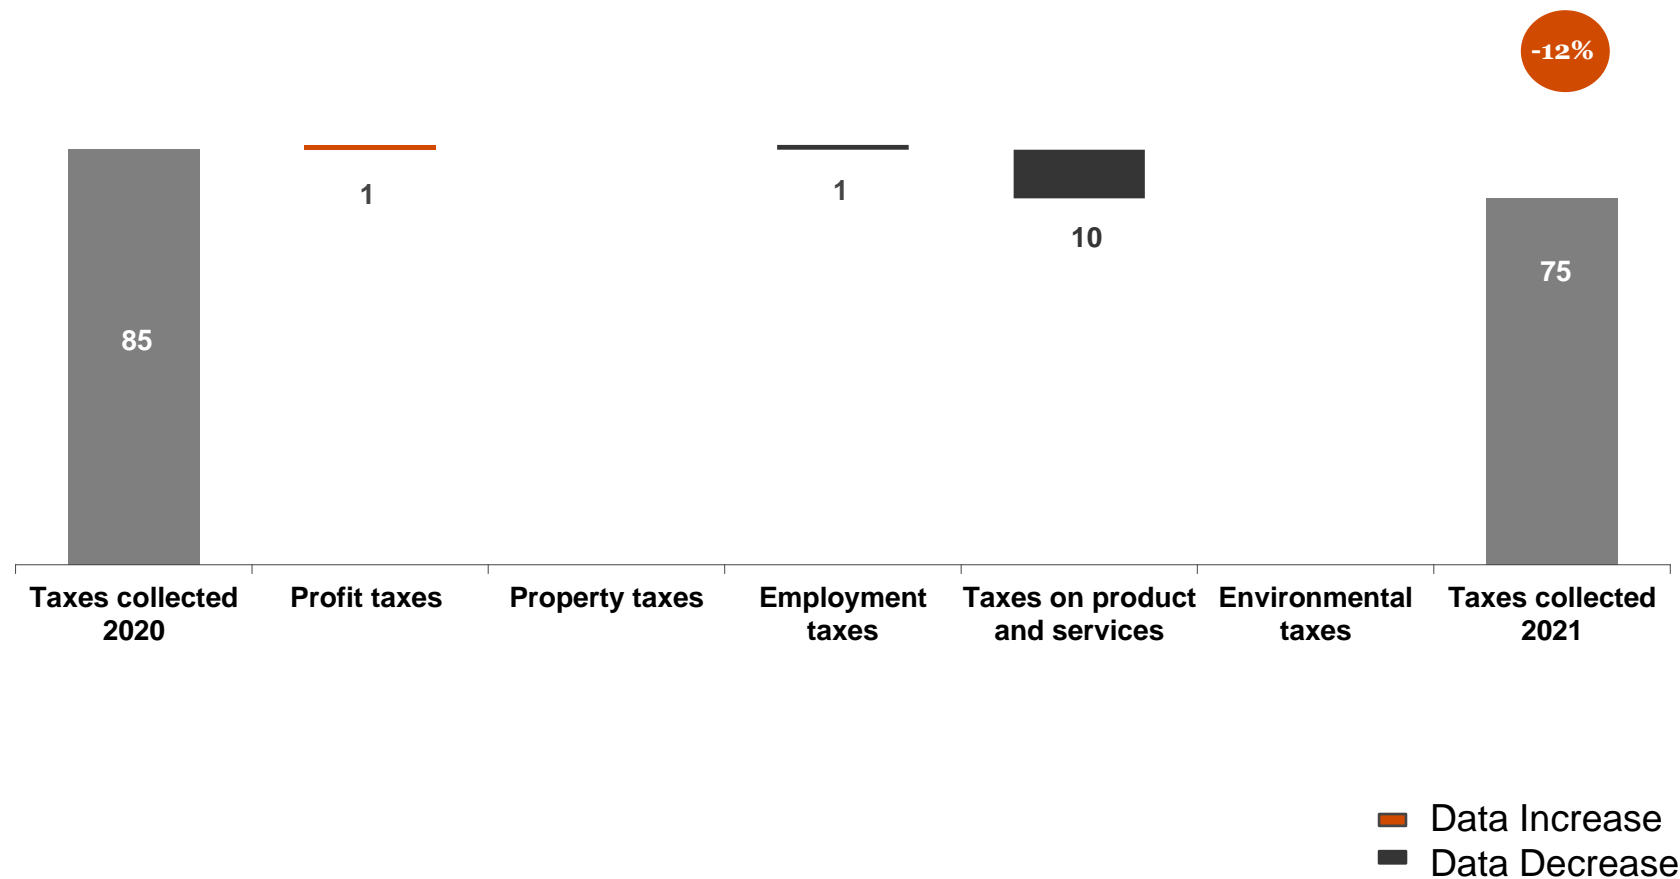 -12%
1
1
10
85
75
Taxes collected
2020
Profit taxes
Property taxes
Employment
taxes
Taxes on product
and services
Environmental
taxes
Taxes collected
2021
Data Increase
Data Decrease